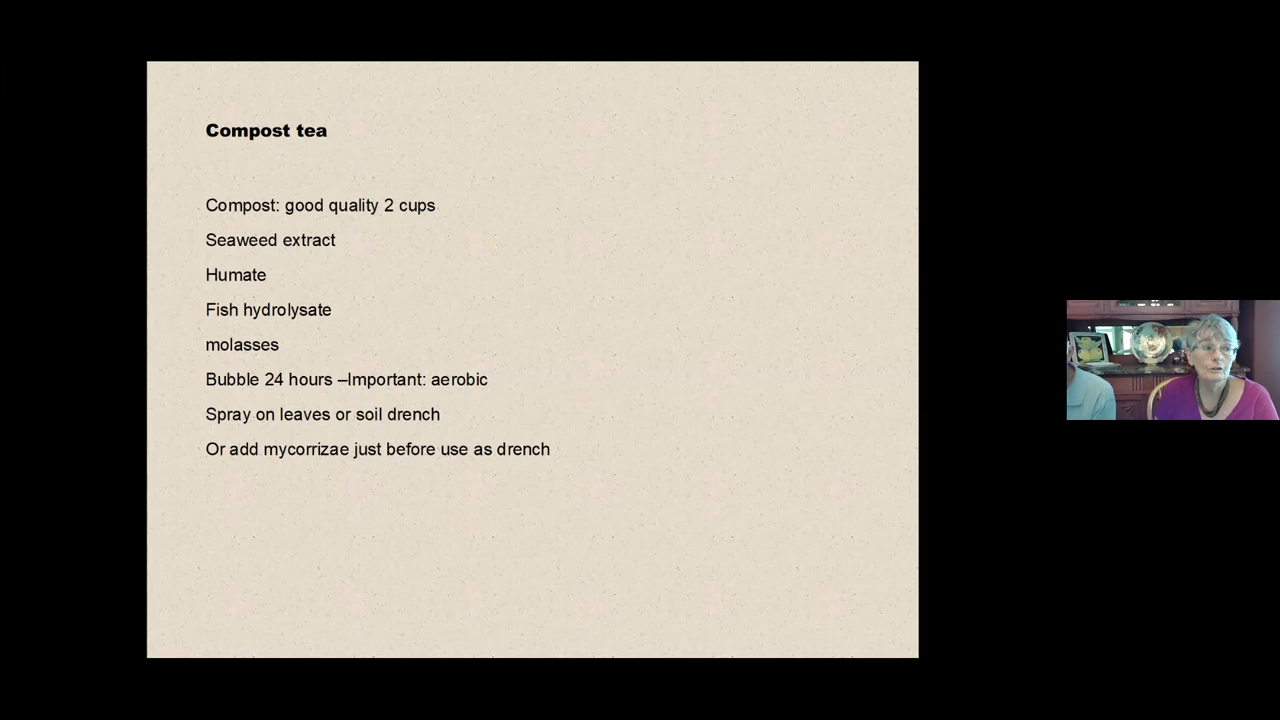 Compost tea
Compost: good quality 2 cups
Seaweed extract
Humate
Fish hydrolysate
molasses
Bubble 24 hours –Important: aerobic
Spray on leaves or soil drench
Or add mycorrizae just before use as drench